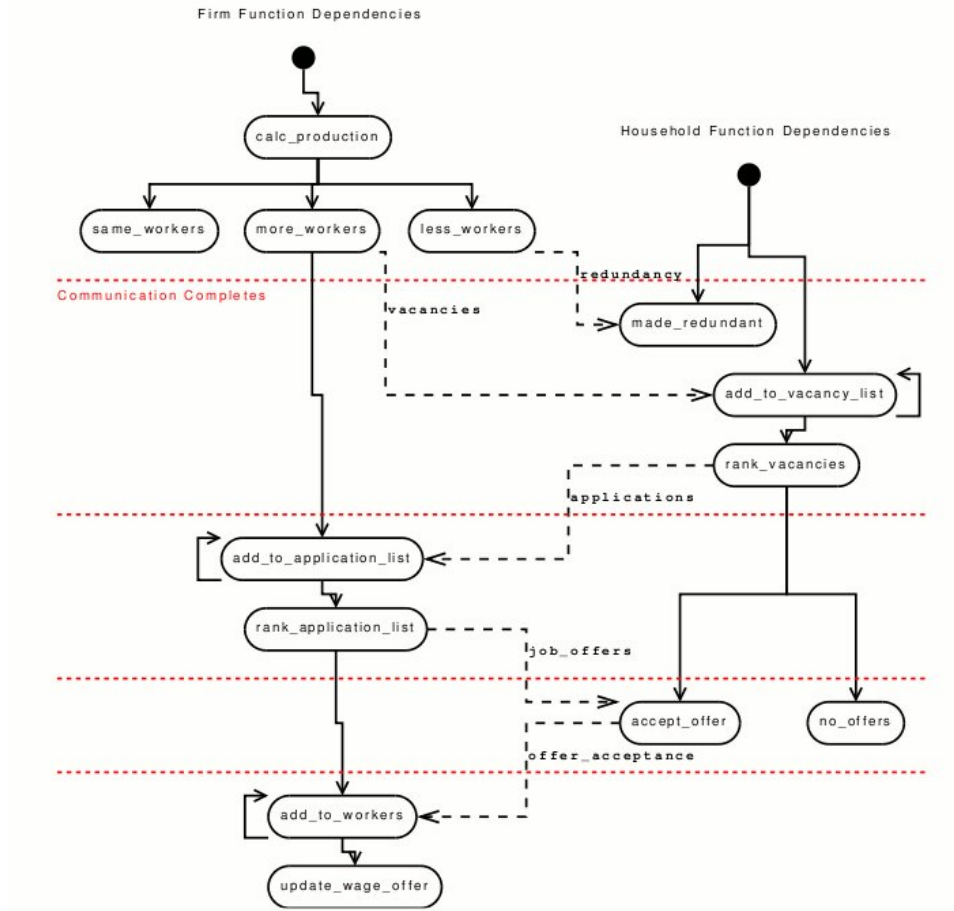 Firm Function Dependencies
calc_production
Household Function Dependencies
same_workers
more_workers
less_workers
redundancy
Communication Completes
vacancies
made_redundant
add_to_vacancy_list
rank_vacancies
applications
add_to_application_list
rank_application_list
job_offers
accept_offer
no_offers
offer_acceptance
add_to_workers
update_wage_offer